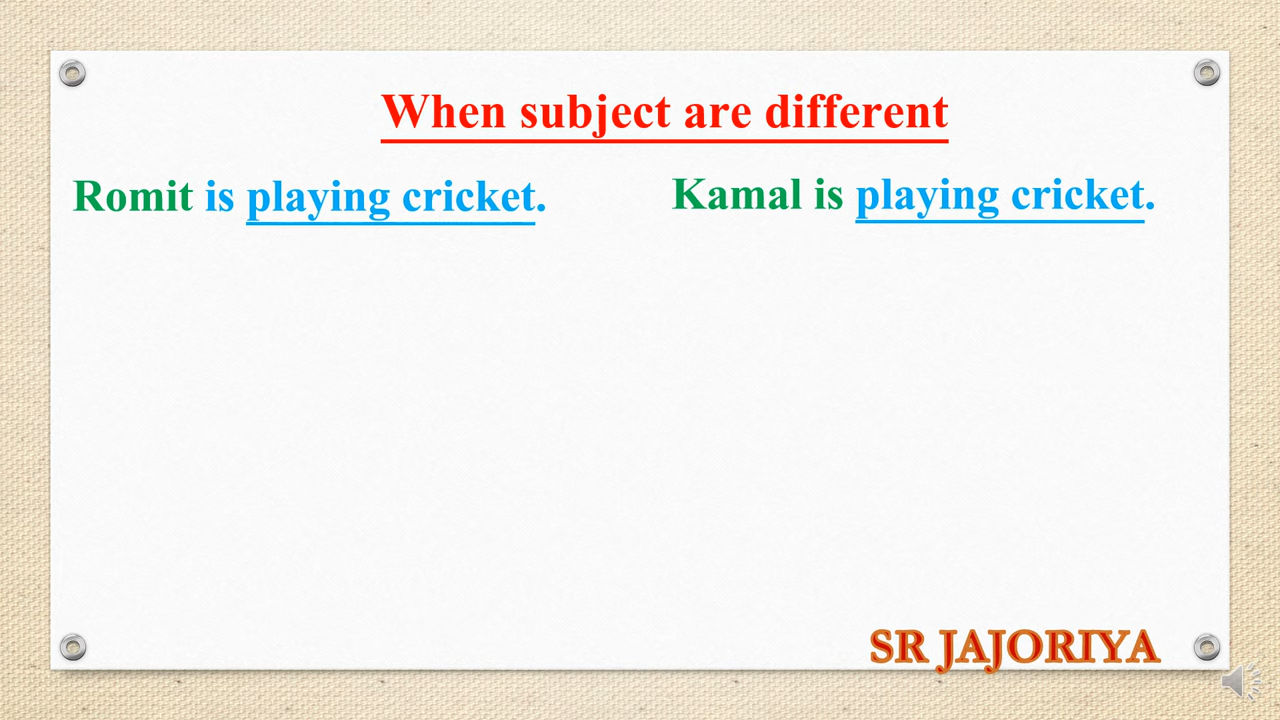 When subject are different
Romit is playing cricket. Kamal is playing cricket.
SR JAJORIYA